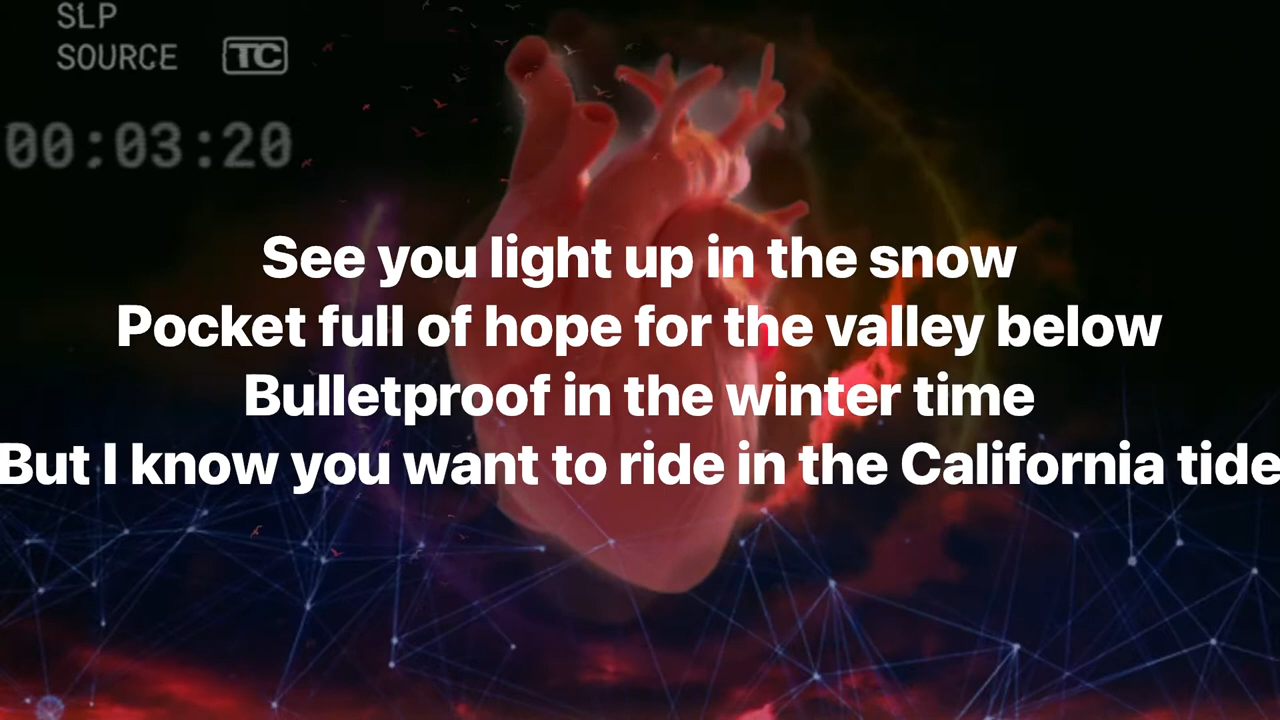 SLP
SOURCE TC
00:03:20
See you light up in the snow
Pocket full of hope for the valley below
Bulletproof in the winter time
But I know you want to ride in the California tide